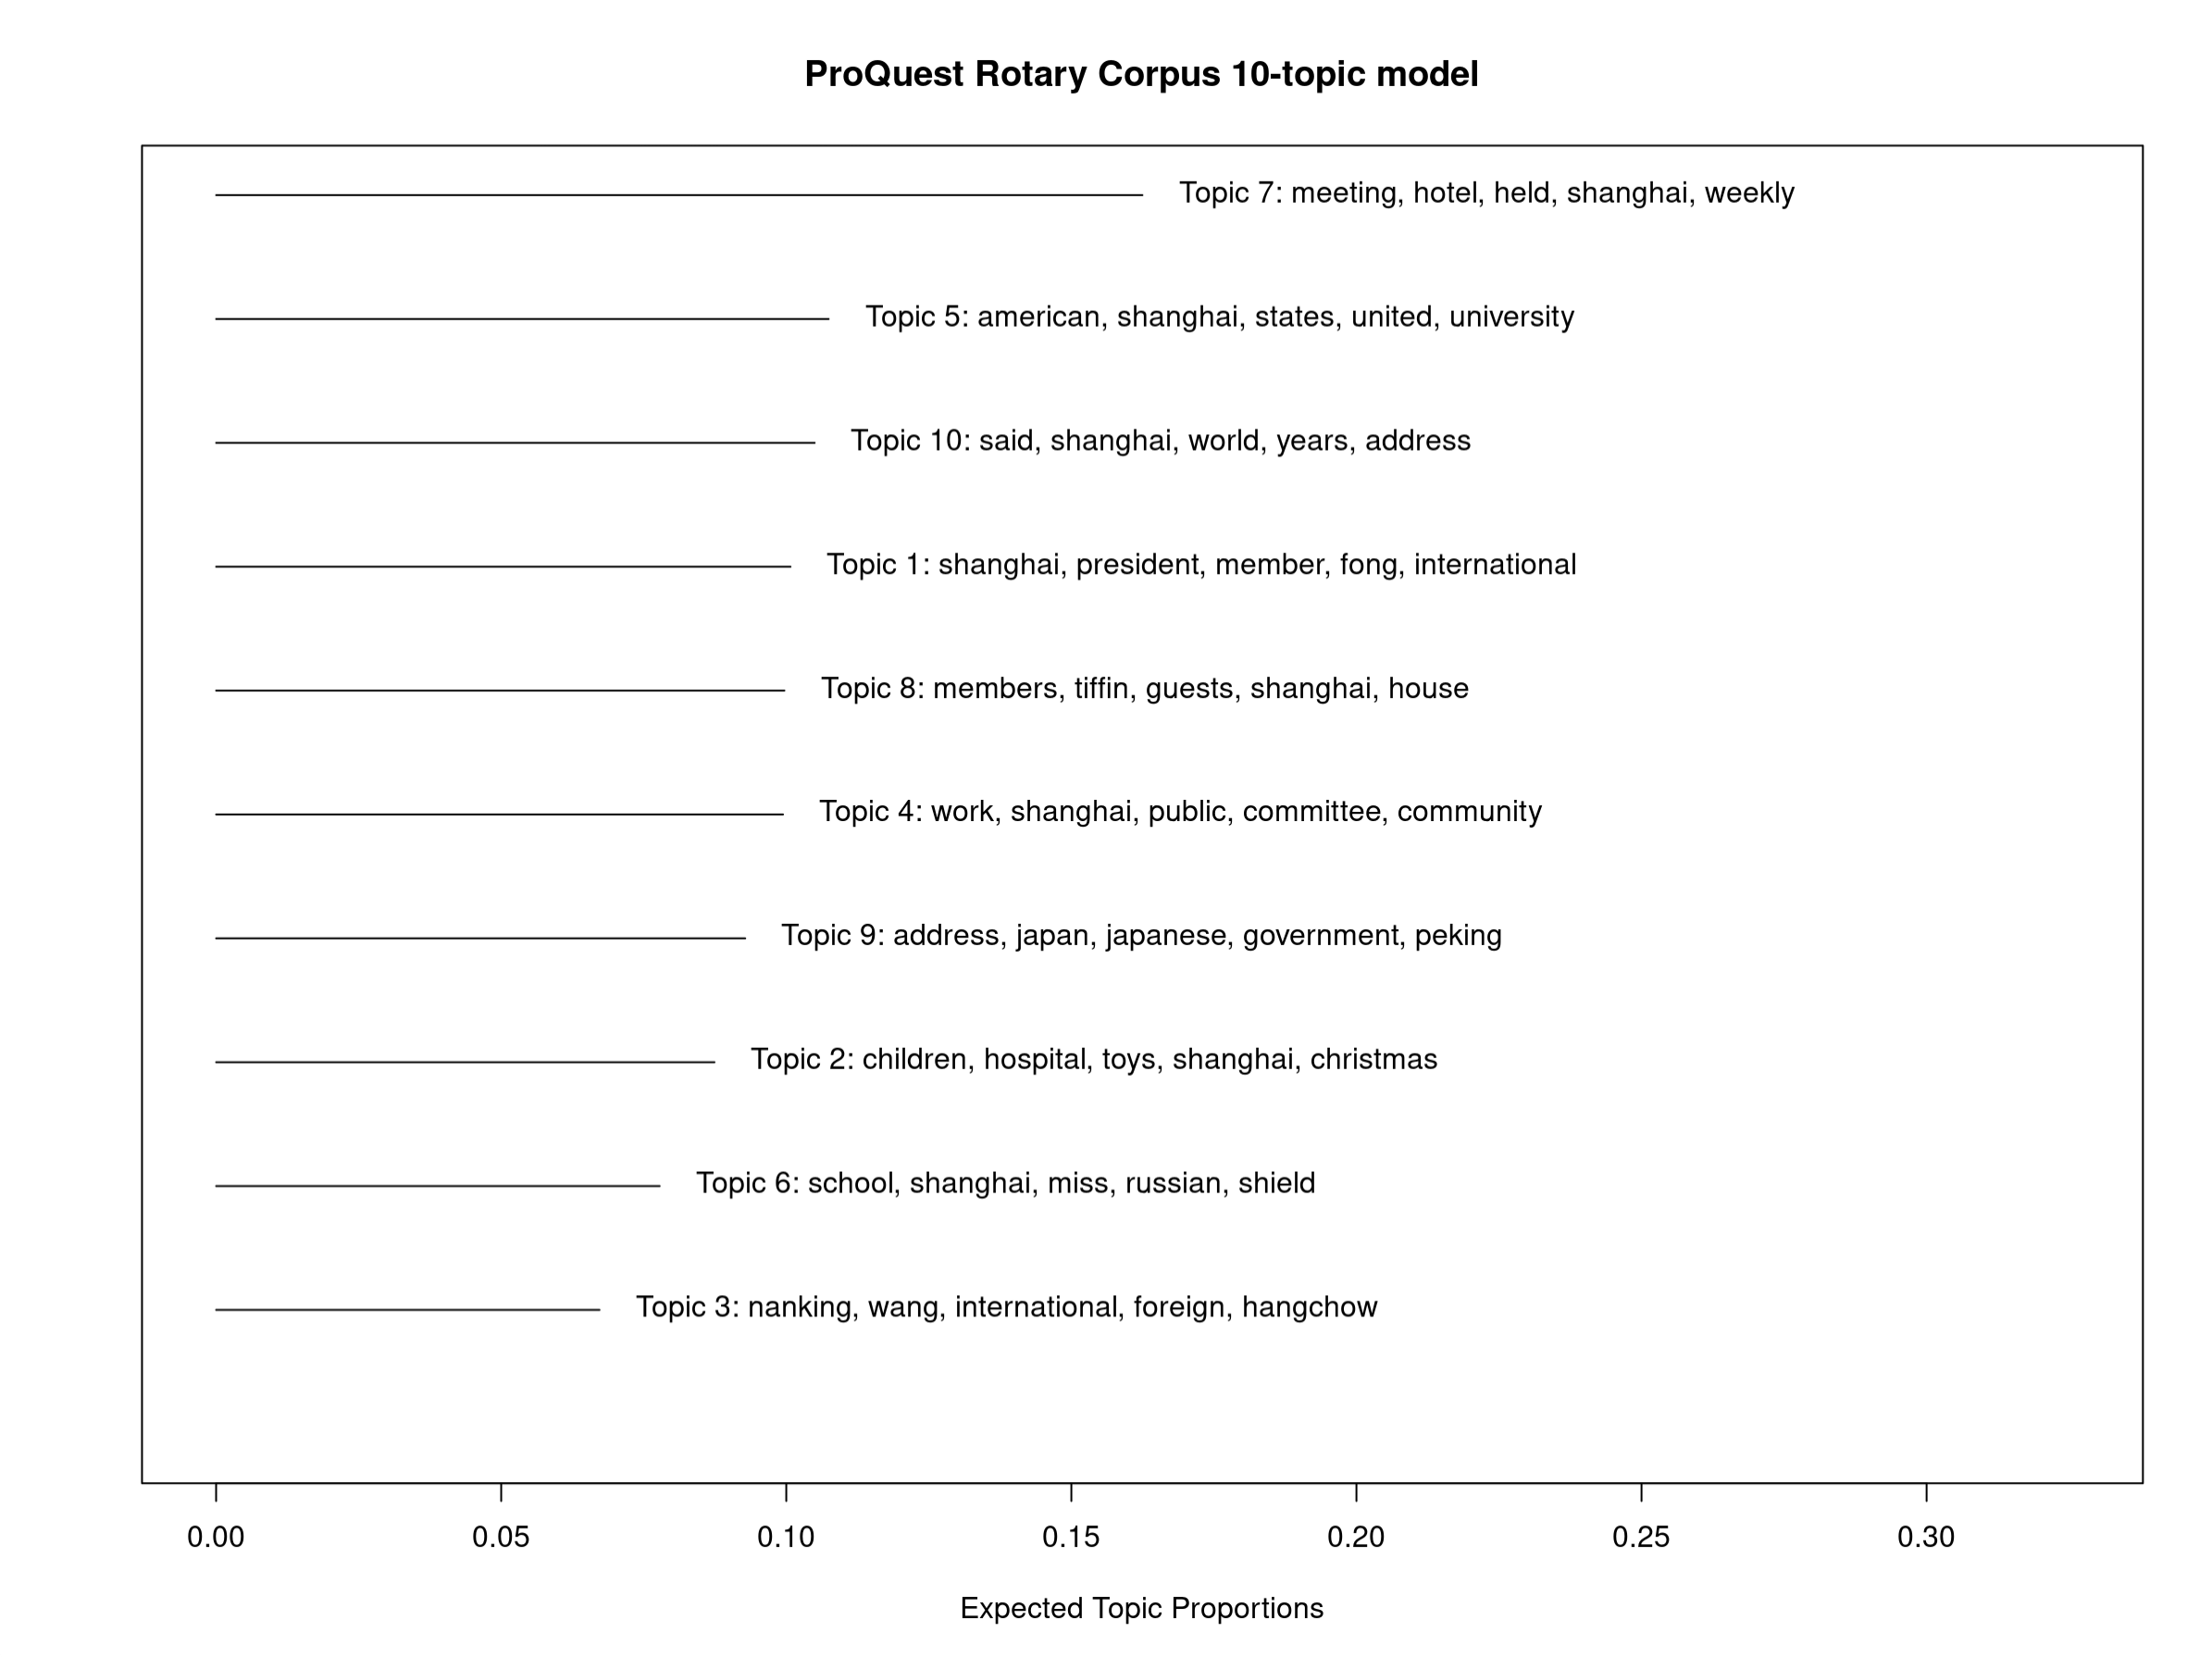 ProQuest Rotary Corpus 10-topic model
Topic 7: meeting, hotel, held, shanghai, weekly
Topic 5: american, shanghai, states, united, university
Topic 10: said, shanghai, world, years, address
Topic 1: shanghai, president, member, fong, international
Topic 8: members, tiffin, guests, shanghai, house
Topic 4: work, shanghai, public, committee, community
Topic 9: address, japan, japanese, government, peking
Topic 2: children, hospital, toys, shanghai, christmas
Topic 6: school, shanghai, miss, russian, shield
Topic 3: nanking, wang, international, foreign, hangchow
0.00 0.05 0.10 0.15 0.20 0.25 0.30
Expected Topic Proportions